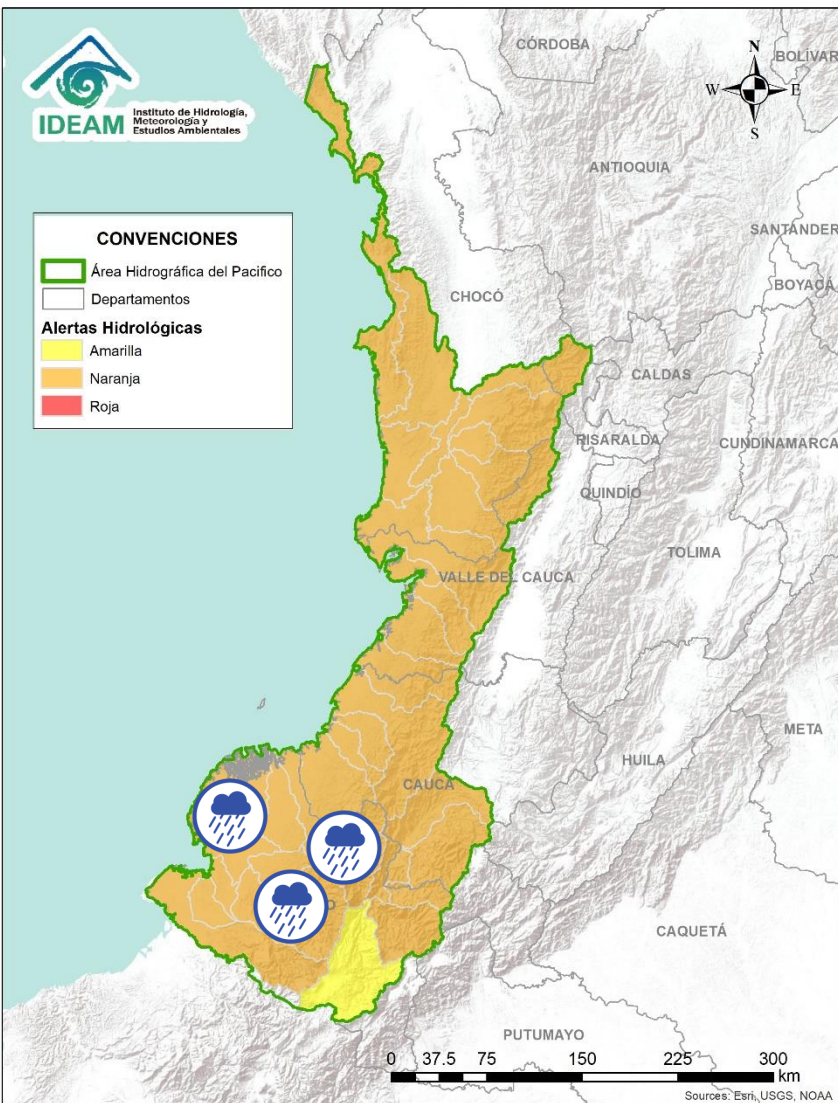 IDEAM
Instituto de Hidrología,
Meteorología y
Estudios Ambientales
CÓRDOBA
BOLÍVAR
N
W
E
S
ANTIOQUIA
SANTANDER
BOYACÁ
CONVENCIONES
Área Hidrográfica del Pacifico
Departamentos
Alertas Hidrológicas
Amarilla
Naranja
Roja
CHOCÓ
CALDAS
RISARALDA
CUNDINAMARCA
QUINDÍO
TOLIMA
VALLE DEL CAUCA
META
HUILA
CAUCA
CAQUETÁ
PUTUMAYO
0 37.5 75 150 225 300
km
Sources: Esri, USGS, NOAA